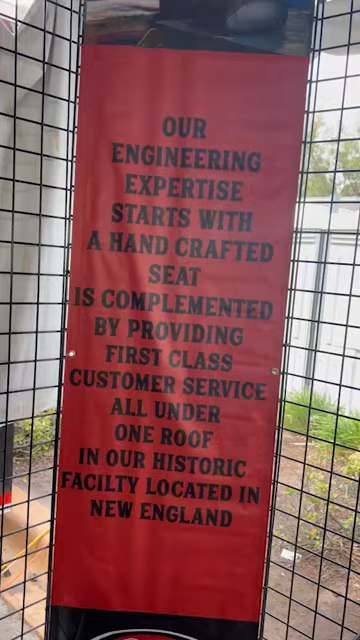 OUR
ENGINEERING
EXPERTISE
STARTS WITH
A HAND CRAFTED
SEAT
IS COMPLEMENTED
BY PROVIDING
FIRST CLASS
CUSTOMER SERVICE
ALL UNDER
ONE ROOF
IN OUR HISTORIC
FACILTY LOCATED IN
NEW ENGLAND